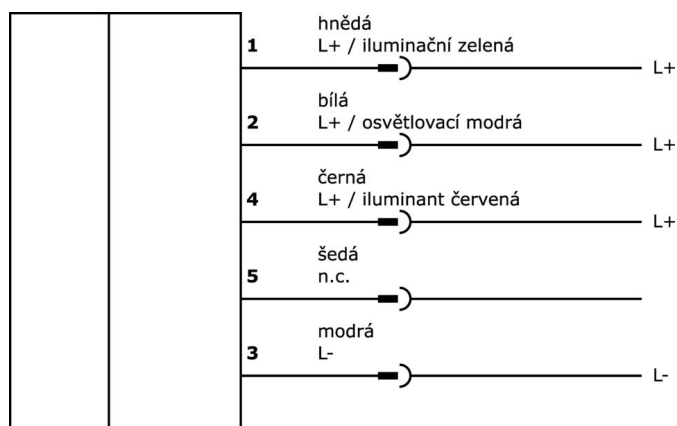 hnědá
1 L+ / iluminační zelená
L+
bílá
2 L+ / osvětlovací modrá
L+
černá
4 L+ / iluminant červená
L+
šedá
5 n.c.
modrá
3 L-
L-